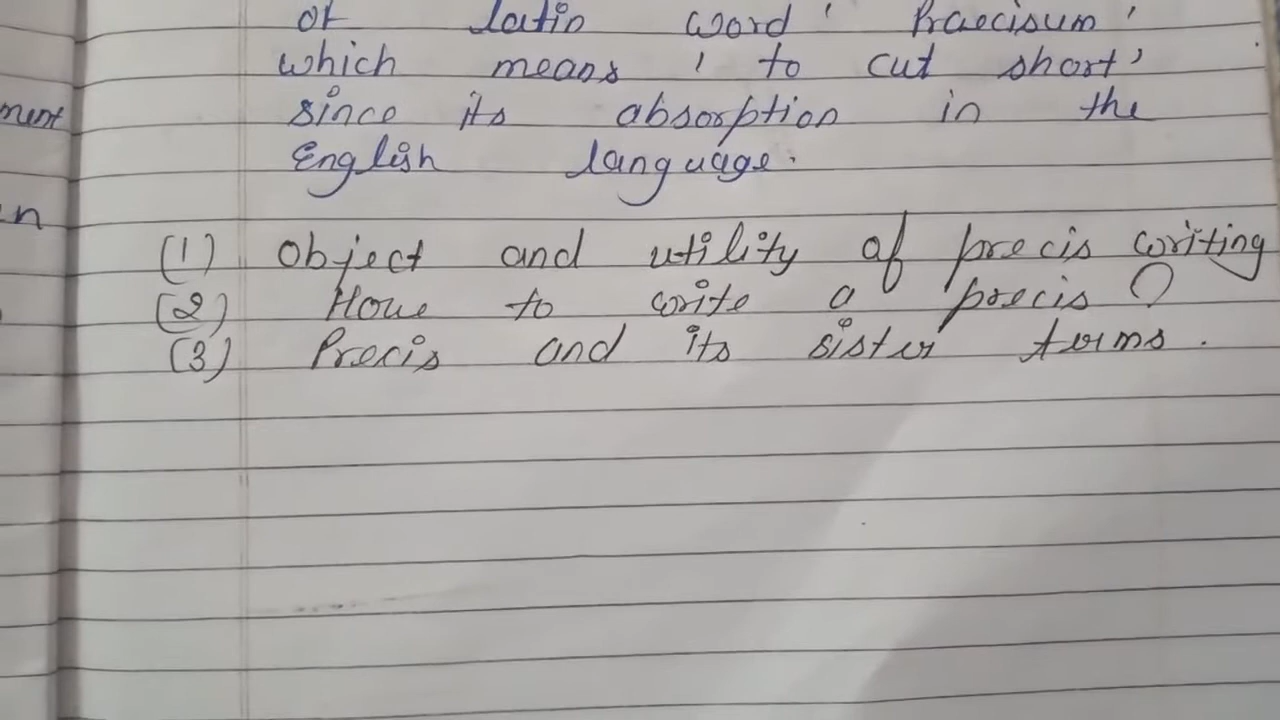 of latin word ' Praecisum '
which means ' to cut short '
ment since its absorption in the
English language.
n
(1) Object and utility of precis writing
(2) How to write a precis ?
(3) Precis and its sister terms .